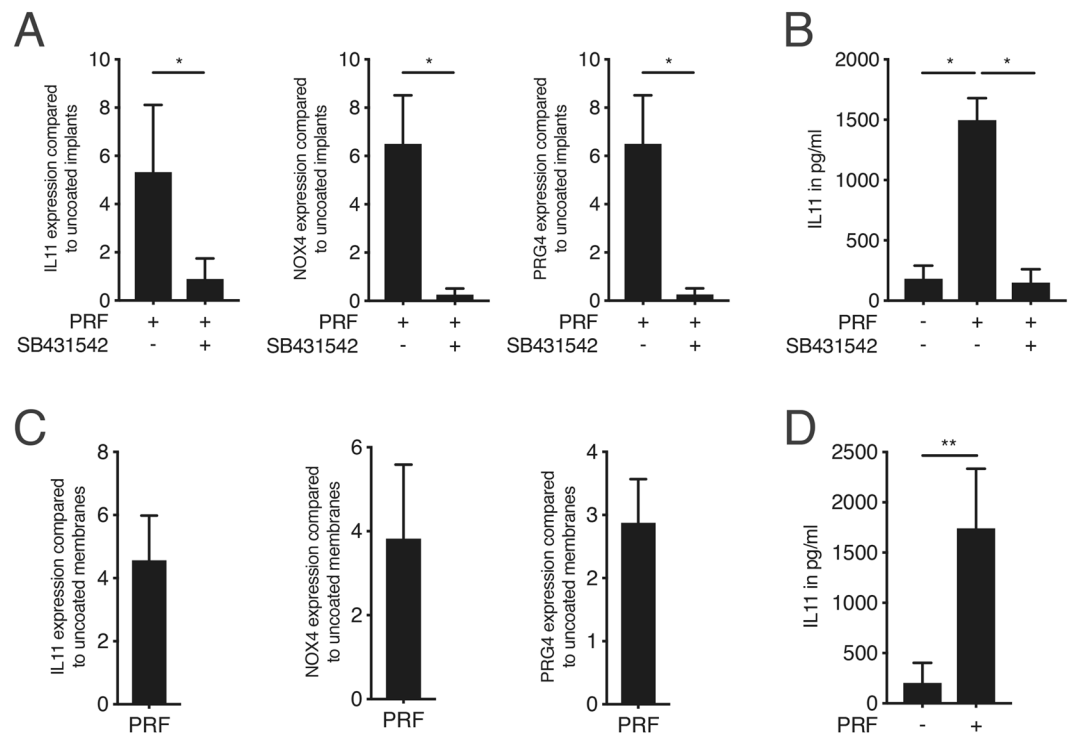 A
IL11 expression compared
to uncoated implants
10
8
6
4
2
0
*
PRF + +
SB431542 - +
NOX4 expression compared
to uncoated implants
10
8
6
4
2
0
*
PRF + +
SB431542 - +
PRG4 expression compared
to uncoated implants
10
8
6
4
2
0
*
PRF + +
SB431542 - +
B
IL11 in pg/ml
2000
1500
1000
500
0
* *
PRF - + +
SB431542 - - +
C
IL11 expression compared
to uncoated membranes
8
6
4
2
0
PRF
NOX4 expression compared
to uncoated membranes
6
4
2
0
PRF
PRG4 expression compared
to uncoated membranes
4
3
2
1
0
PRF
D
IL11 in pg/ml
2500
2000
1500
1000
500
0
**
PRF - +